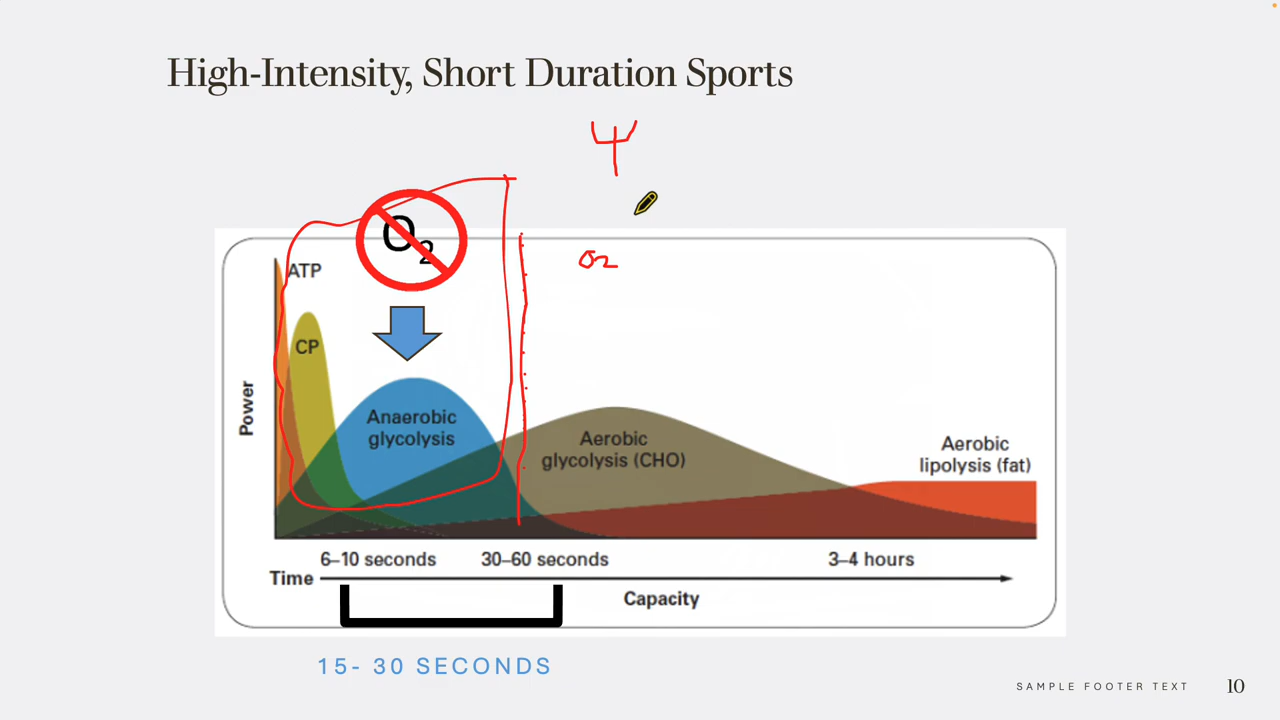 High-Intensity, Short Duration Sports
Ψ
O2
O2
ATP
CP
Anaerobic
glycolysis
Aerobic
glycolysis (CHO)
Aerobic
lipolysis (fat)
Power
6–10 seconds
30–60 seconds
3–4 hours
Time
Capacity
15- 30 SECONDS
SAMPLE FOOTER TEXT
10